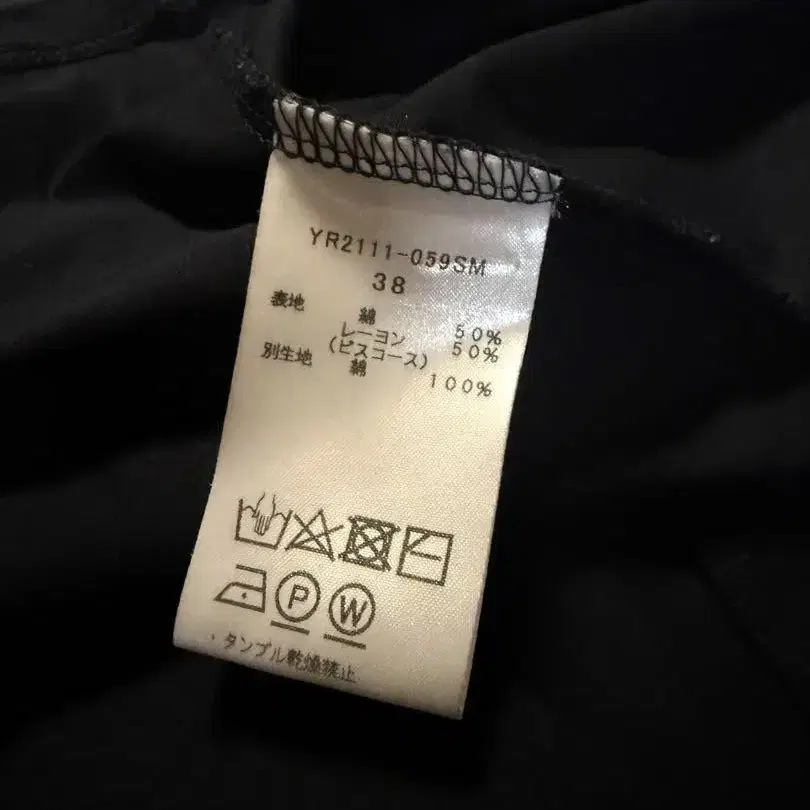 YR2111-059SM
38
表地 綿 50%
レーヨン 50%
(ビスコース)
別生地 綿 100%
P W
・タンブル乾燥禁止